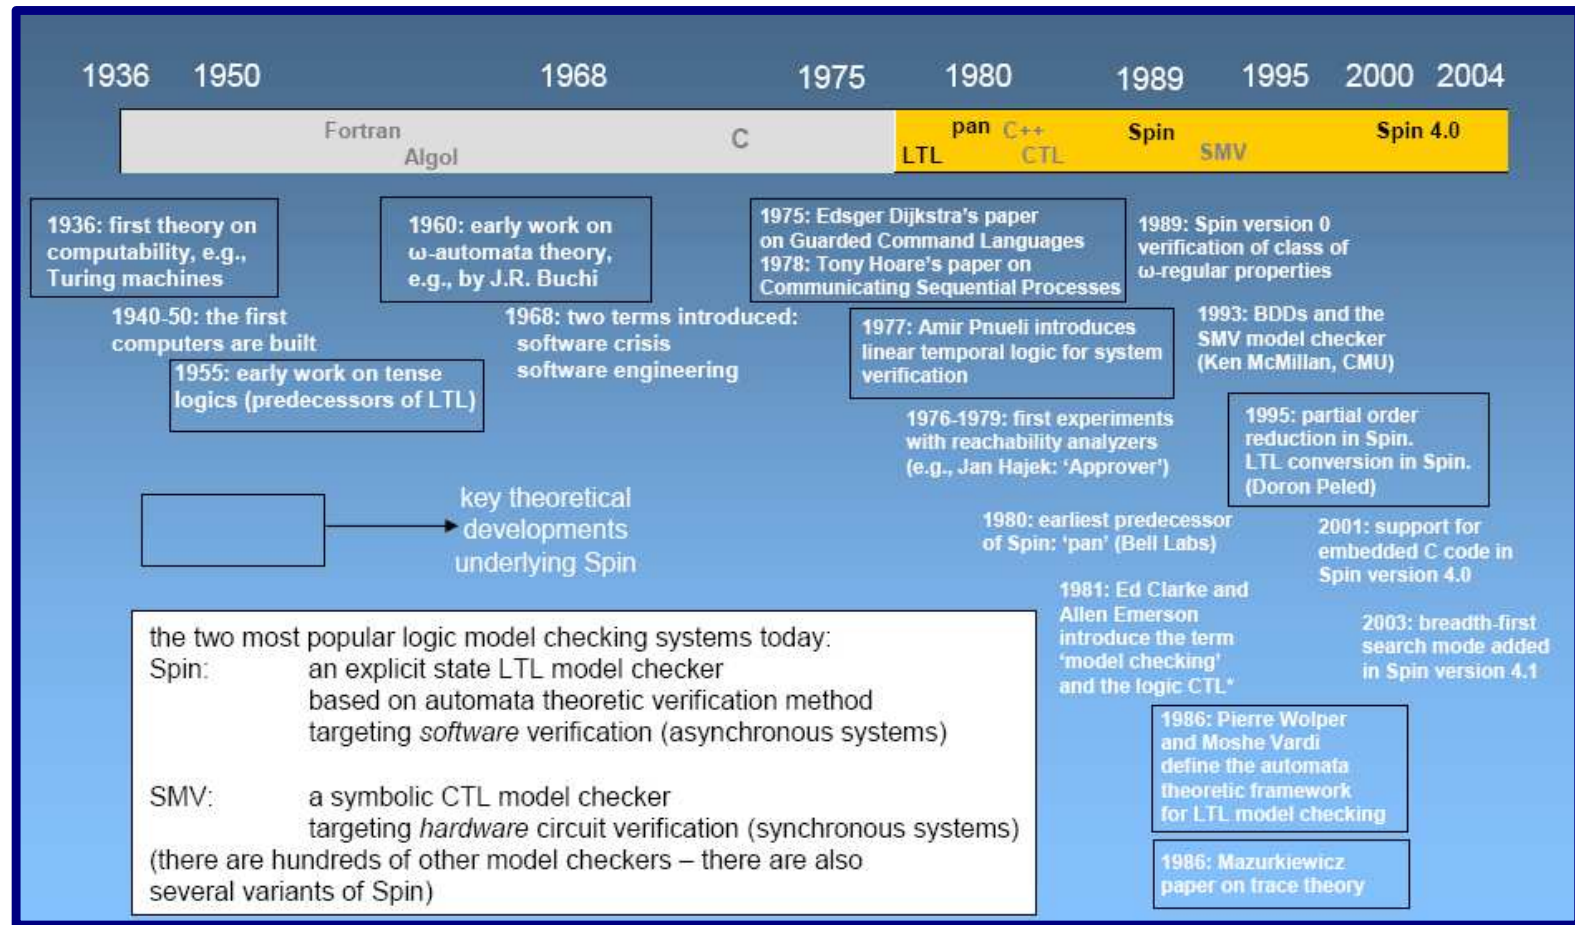 1936 1950 1968 1975 1980 1989 1995 2000 2004
Fortran
Algol
C
pan C++
LTL CTL
Spin
SMV
Spin 4.0
1936: first theory on
computability, e.g.,
Turing machines
1940-50: the first
computers are built
1955: early work on tense
logics (predecessors of LTL)
1960: early work on
ω-automata theory,
e.g., by J.R. Buchi
1968: two terms introduced:
software crisis
software engineering
1975: Edsger Dijkstra's paper
on Guarded Command Languages
1978: Tony Hoare's paper on
Communicating Sequential Processes
1977: Amir Pnueli introduces
linear temporal logic for system
verification
1976-1979: first experiments
with reachability analyzers
(e.g., Jan Hajek: 'Approver')
1980: earliest predecessor
of Spin: 'pan' (Bell Labs)
1981: Ed Clarke and
Allen Emerson
introduce the term
'model checking'
and the logic CTL*
1986: Pierre Wolper
and Moshe Vardi
define the automata
theoretic framework
for LTL model checking
1986: Mazurkiewicz
paper on trace theory
1989: Spin version 0
verification of class of
ω-regular properties
1993: BDDs and the
SMV model checker
(Ken McMillan, CMU)
1995: partial order
reduction in Spin.
LTL conversion in Spin.
(Doron Peled)
2001: support for
embedded C code in
Spin version 4.0
2003: breadth-first
search mode added
in Spin version 4.1
key theoretical
developments
underlying Spin
the two most popular logic model checking systems today:
Spin: an explicit state LTL model checker
based on automata theoretic verification method
targeting software verification (asynchronous systems)
SMV: a symbolic CTL model checker
targeting hardware circuit verification (synchronous systems)
(there are hundreds of other model checkers – there are also
several variants of Spin)